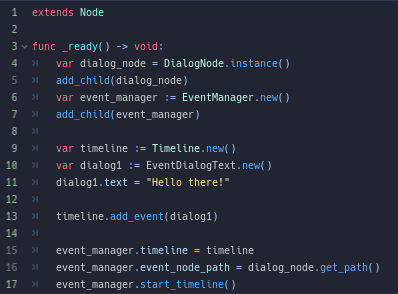 1 extends Node
2
3 func _ready() -> void:
4 var dialog_node = DialogNode.instance()
5 add_child(dialog_node)
6 var event_manager := EventManager.new()
7 add_child(event_manager)
8
9 var timeline := Timeline.new()
10 var dialog1 := EventDialogText.new()
11 dialog1.text = "Hello there!"
12
13 timeline.add_event(dialog1)
14
15 event_manager.timeline = timeline
16 event_manager.event_node_path = dialog_node.get_path()
17 event_manager.start_timeline()